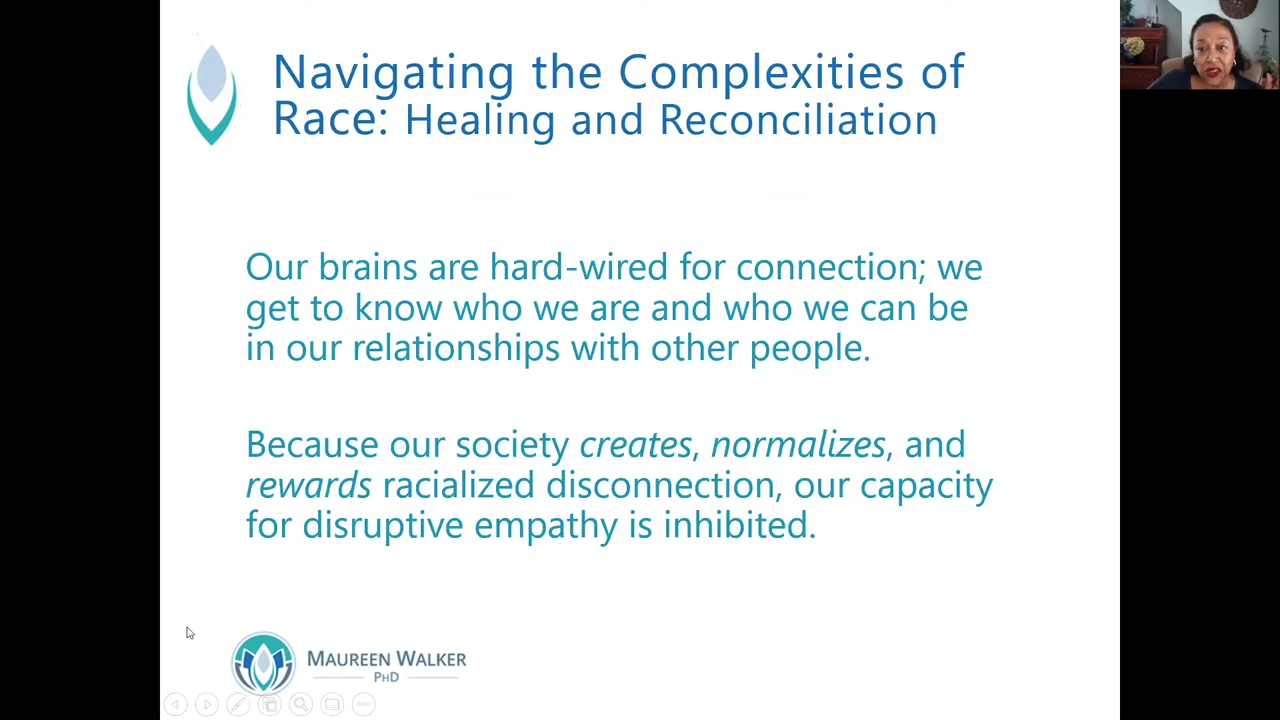 Navigating the Complexities of
Race: Healing and Reconciliation
Our brains are hard-wired for connection; we
get to know who we are and who we can be
in our relationships with other people.
Because our society creates, normalizes, and
rewards racialized disconnection, our capacity
for disruptive empathy is inhibited.
MAUREEN WALKER
PHD